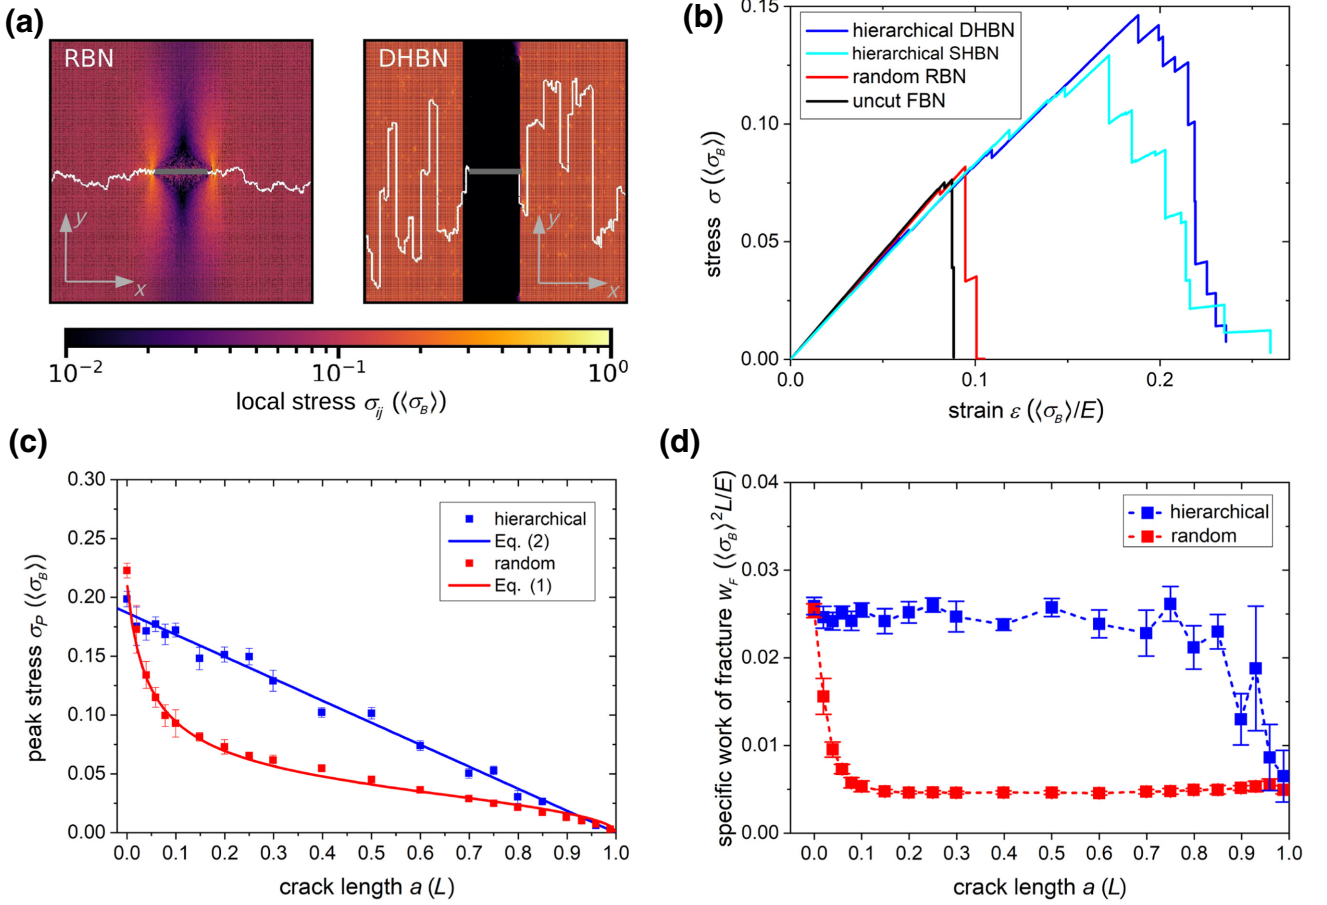 (a)
RBN
DHBN
y
x
y
x
10⁻²
10⁻¹
10⁰
local stress σij (⟨σB⟩)
(b)
0.15
0.10
0.05
0.00
stress σ (⟨σB⟩)
hierarchical DHBN
hierarchical SHBN
random RBN
uncut FBN
0.0
0.1
0.2
strain ε (⟨σB⟩/E)
(c)
0.30
0.25
0.20
0.15
0.10
0.05
0.00
peak stress σP (⟨σB⟩)
hierarchical
Eq. (2)
random
Eq. (1)
0.0 0.1 0.2 0.3 0.4 0.5 0.6 0.7 0.8 0.9 1.0
crack length a (L)
(d)
0.04
0.03
0.02
0.01
0.00
specific work of fracture wF (⟨σB⟩²L/E)
hierarchical
random
0.0 0.1 0.2 0.3 0.4 0.5 0.6 0.7 0.8 0.9 1.0
crack length a (L)